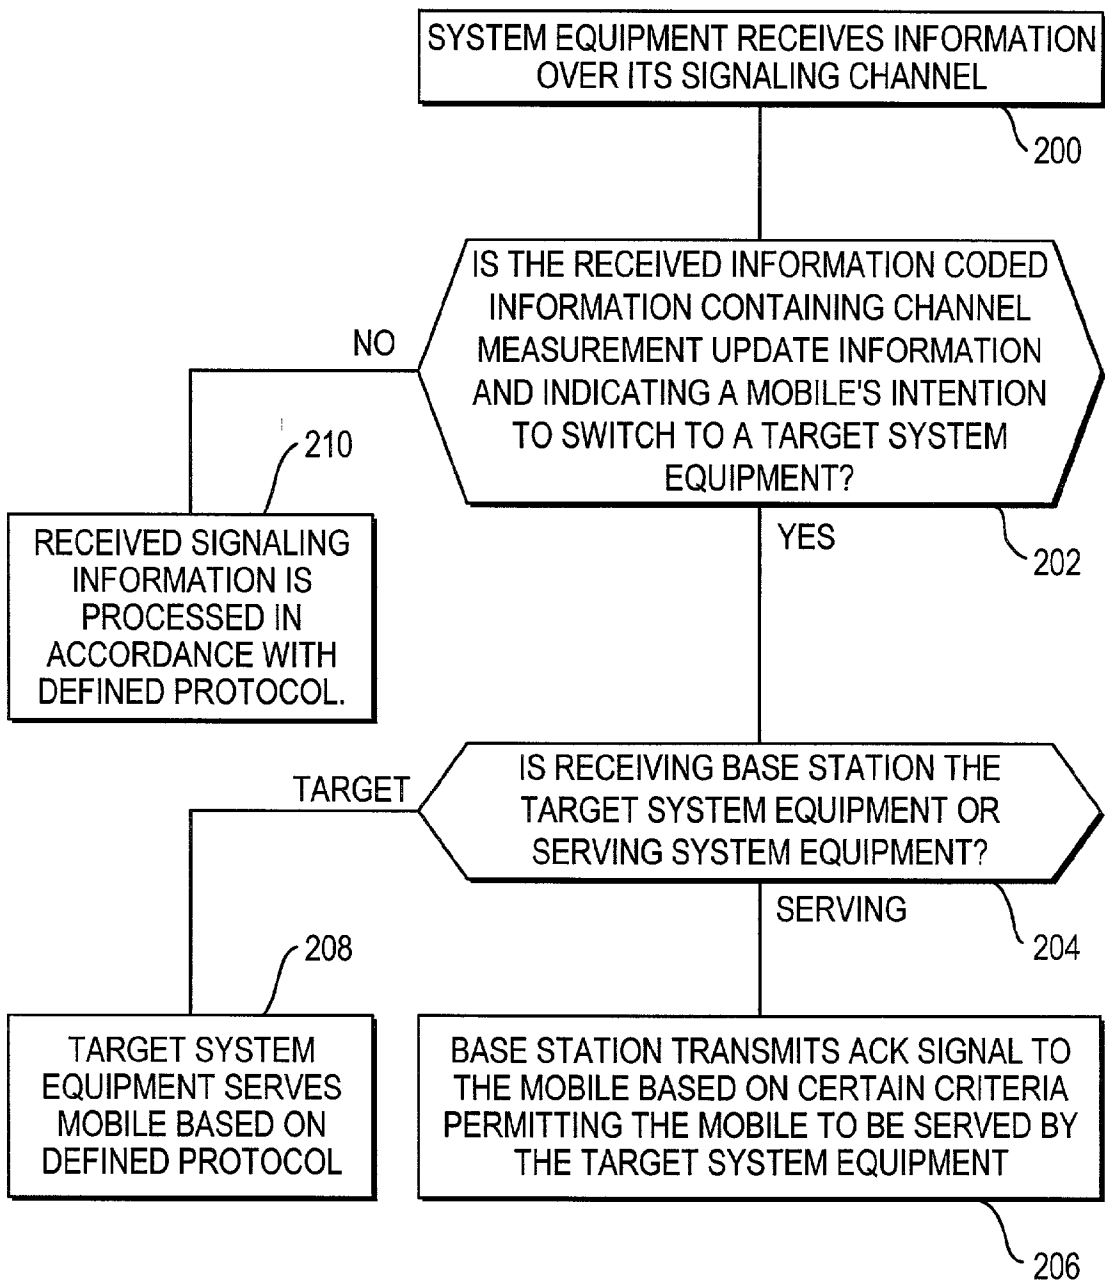 SYSTEM EQUIPMENT RECEIVES INFORMATION
OVER ITS SIGNALING CHANNEL
200
IS THE RECEIVED INFORMATION CODED
INFORMATION CONTAINING CHANNEL
MEASUREMENT UPDATE INFORMATION
AND INDICATING A MOBILE'S INTENTION
TO SWITCH TO A TARGET SYSTEM
EQUIPMENT?
NO
202
YES
210
RECEIVED SIGNALING
INFORMATION IS
PROCESSED IN
ACCORDANCE WITH
DEFINED PROTOCOL.
IS RECEIVING BASE STATION THE
TARGET SYSTEM EQUIPMENT OR
SERVING SYSTEM EQUIPMENT?
TARGET
SERVING
204
208
TARGET SYSTEM
EQUIPMENT SERVES
MOBILE BASED ON
DEFINED PROTOCOL
BASE STATION TRANSMITS ACK SIGNAL TO
THE MOBILE BASED ON CERTAIN CRITERIA
PERMITTING THE MOBILE TO BE SERVED BY
THE TARGET SYSTEM EQUIPMENT
206